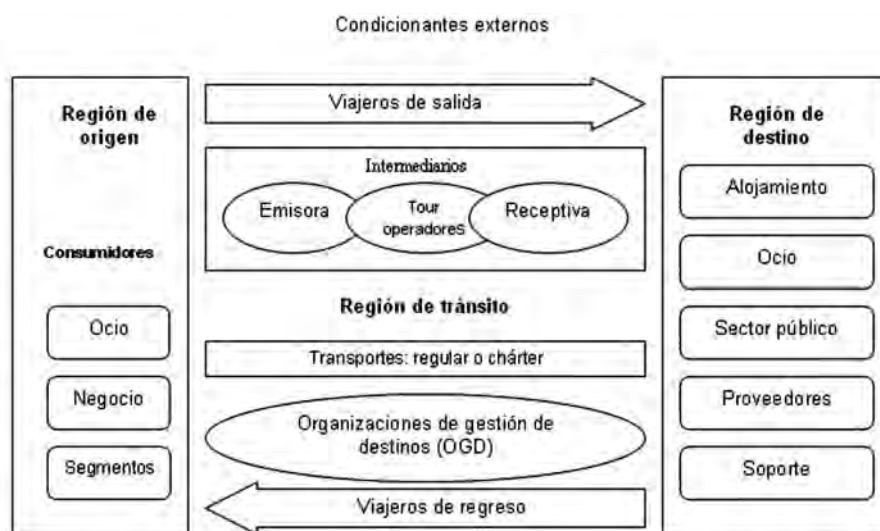 Condicionantes externos
Región de
origen
Consumidores
Ocio
Negocio
Segmentos
Viajeros de salida
Intermediarios
Emisora
Tour
operadores
Receptiva
Región de tránsito
Transportes: regular o chárter
Organizaciones de gestión de
destinos (OGD)
Viajeros de regreso
Región de
destino
Alojamiento
Ocio
Sector público
Proveedores
Soporte